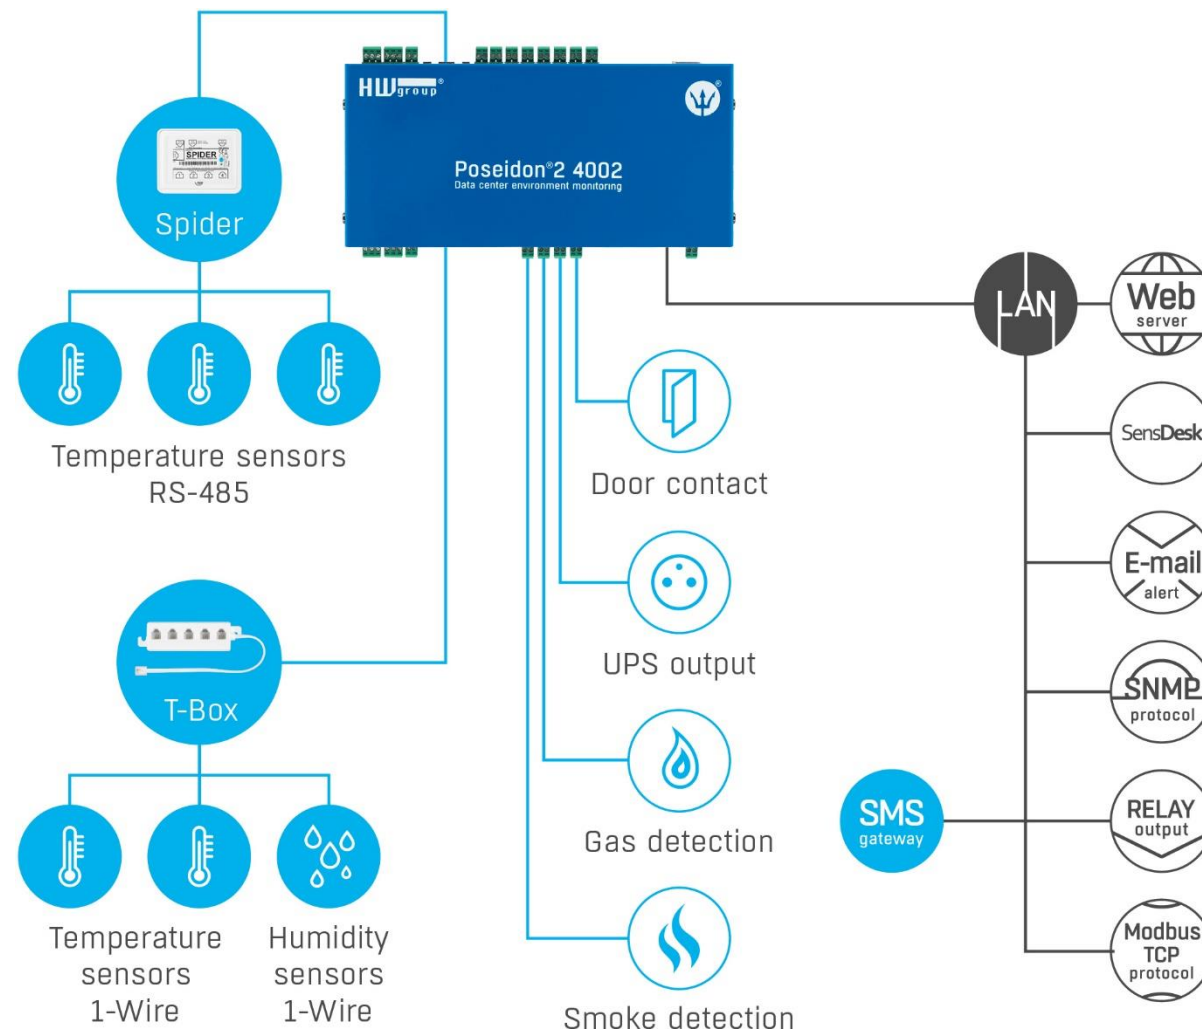 HW group®
Poseidon®2 4002
Data center environment monitoring
SPIDER
Spider
Temperature sensors
RS-485
T-Box
Temperature
sensors
1-Wire
Humidity
sensors
1-Wire
Door contact
UPS output
Gas detection
Smoke detection
LAN
Web
server
SensDesk
E-mail
alert
SNMP
protocol
SMS
gateway
RELAY
output
Modbus
TCP
protocol